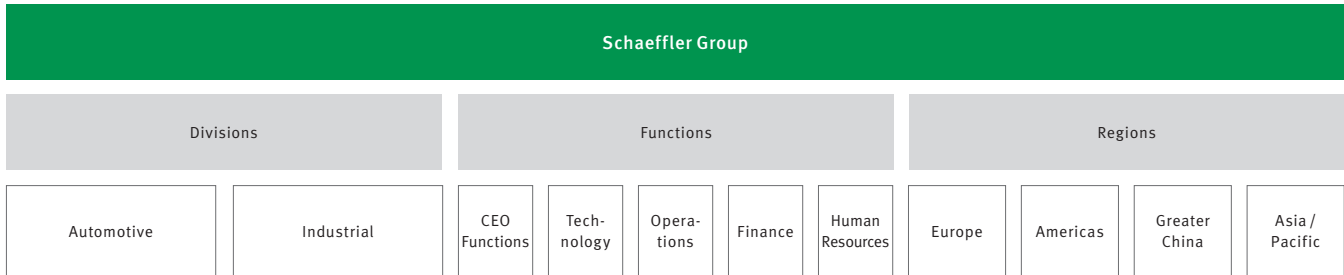 Schaeffler Group
Divisions
Functions
Regions
Automotive
Industrial
CEO
Functions
Tech-
nology
Opera-
tions
Finance
Human
Resources
Europe
Americas
Greater
China
Asia /
Pacific